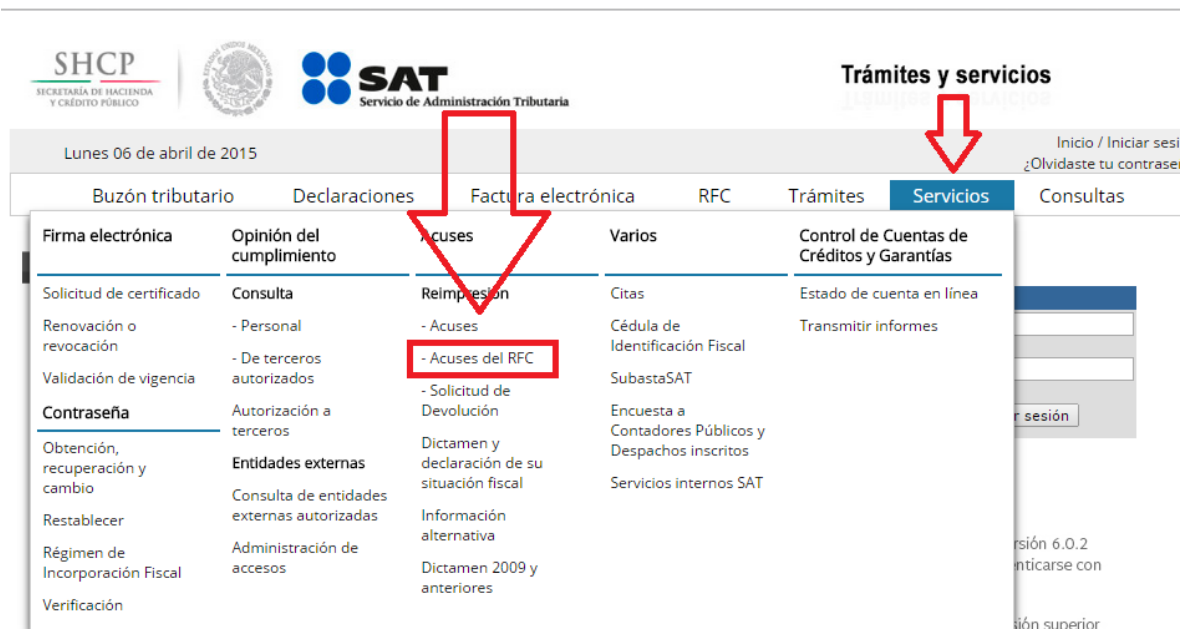 SHCP
SECRETARÍA DE HACIENDA
Y CRÉDITO PÚBLICO
SAT
Servicio de Administración Tributaria
Trámites y servicios
Lunes 06 de abril de 2015
Inicio / Iniciar sesi
¿Olvidaste tu contraseñ
Buzón tributario Declaraciones Factura electrónica RFC Trámites Servicios Consultas
Firma electrónica
Solicitud de certificado
Renovación o
revocación
Validación de vigencia
Contraseña
Obtención,
recuperación y
cambio
Restablecer
Régimen de
Incorporación Fiscal
Verificación
Opinión del
cumplimiento
Consulta
- Personal
- De terceros
autorizados
Autorización a
terceros
Entidades externas
Consulta de entidades
externas autorizadas
Administración de
accesos
Acuses
Reimpresión
- Acuses
- Acuses del RFC
- Solicitud de
Devolución
Dictamen y
declaración de su
situación fiscal
Información
alternativa
Dictamen 2009 y
anteriores
Varios
Citas
Cédula de
Identificación Fiscal
SubastaSAT
Encuesta a
Contadores Públicos y
Despachos inscritos
Servicios internos SAT
Control de Cuentas de
Créditos y Garantías
Estado de cuenta en línea
Transmitir informes
r sesión
rsión 6.0.2
enticarse con
sión superior